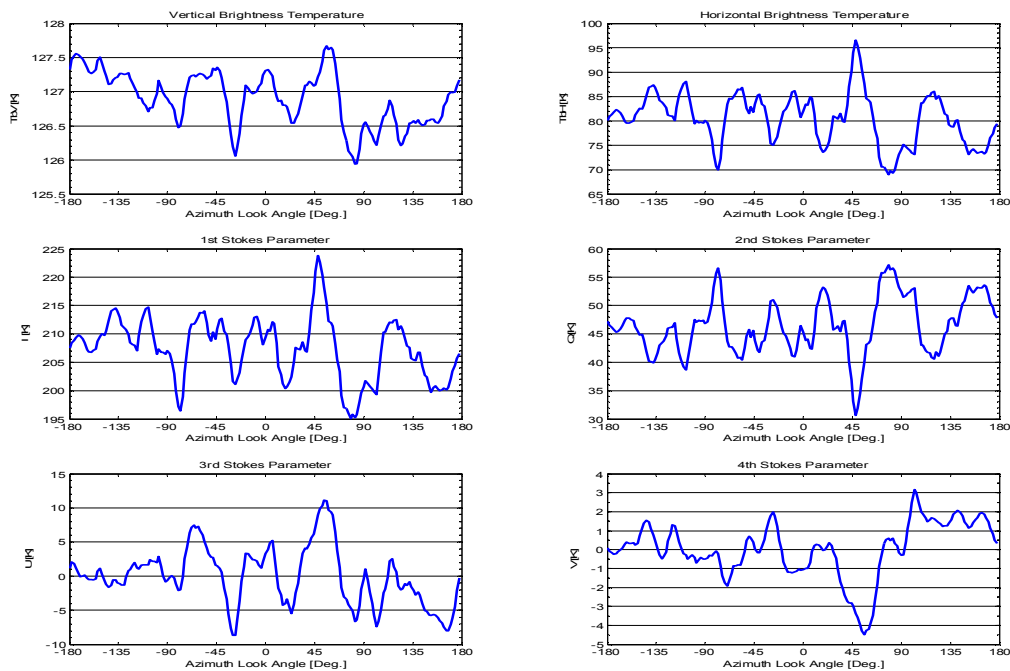 Vertical Brightness Temperature
128
127.5
127
126.5
126
125.5
TbV[K]
-180 -135 -90 -45 0 45 90 135 180
Azimuth Look Angle [Deg.]
Horizontal Brightness Temperature
100
95
90
85
80
75
70
65
TbH[K]
-180 -135 -90 -45 0 45 90 135 180
Azimuth Look Angle [Deg.]
1st Stokes Parameter
225
220
215
210
205
200
195
I [K]
-180 -135 -90 -45 0 45 90 135 180
Azimuth Look Angle [Deg.]
2nd Stokes Parameter
60
55
50
45
40
35
30
Q[K]
-180 -135 -90 -45 0 45 90 135 180
Azimuth Look Angle [Deg.]
3rd Stokes Parameter
15
10
5
0
-5
-10
U[K]
-180 -135 -90 -45 0 45 90 135 180
Azimuth Look Angle [Deg.]
4th Stokes Parameter
4
3
2
1
0
-1
-2
-3
-4
-5
V[K]
-180 -135 -90 -45 0 45 90 135 180
Azimuth Look Angle [Deg.]